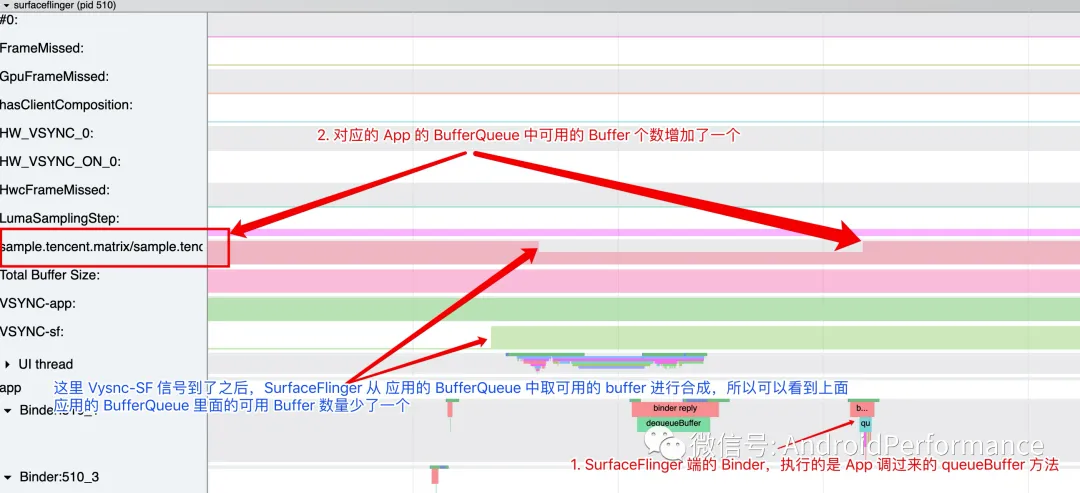 surfaceflinger (pid 510)
#0:
FrameMissed:
GpuFrameMissed:
hasClientComposition:
HW_VSYNC_0:
2. 对应的 App 的 BufferQueue 中可用的 Buffer 个数增加了一个
HW_VSYNC_ON_0:
HwcFrameMissed:
LumaSamplingStep:
sample.tencent.matrix/sample.tenc
Total Buffer Size:
VSYNC-app:
VSYNC-sf:
UI thread
app
这里 Vysnc-SF 信号到了之后，SurfaceFlinger 从 应用的 BufferQueue 中取可用的 buffer 进行合成，所以可以看到上面
应用的 BufferQueue 里面的可用 Buffer 数量少了一个
Binder:
binder reply
b...
dequeueBuffer
qu
微信号: AndroidPerformance
1. SurfaceFlinger 端的 Binder，执行的是 App 调过来的 queueBuffer 方法
Binder:510_3